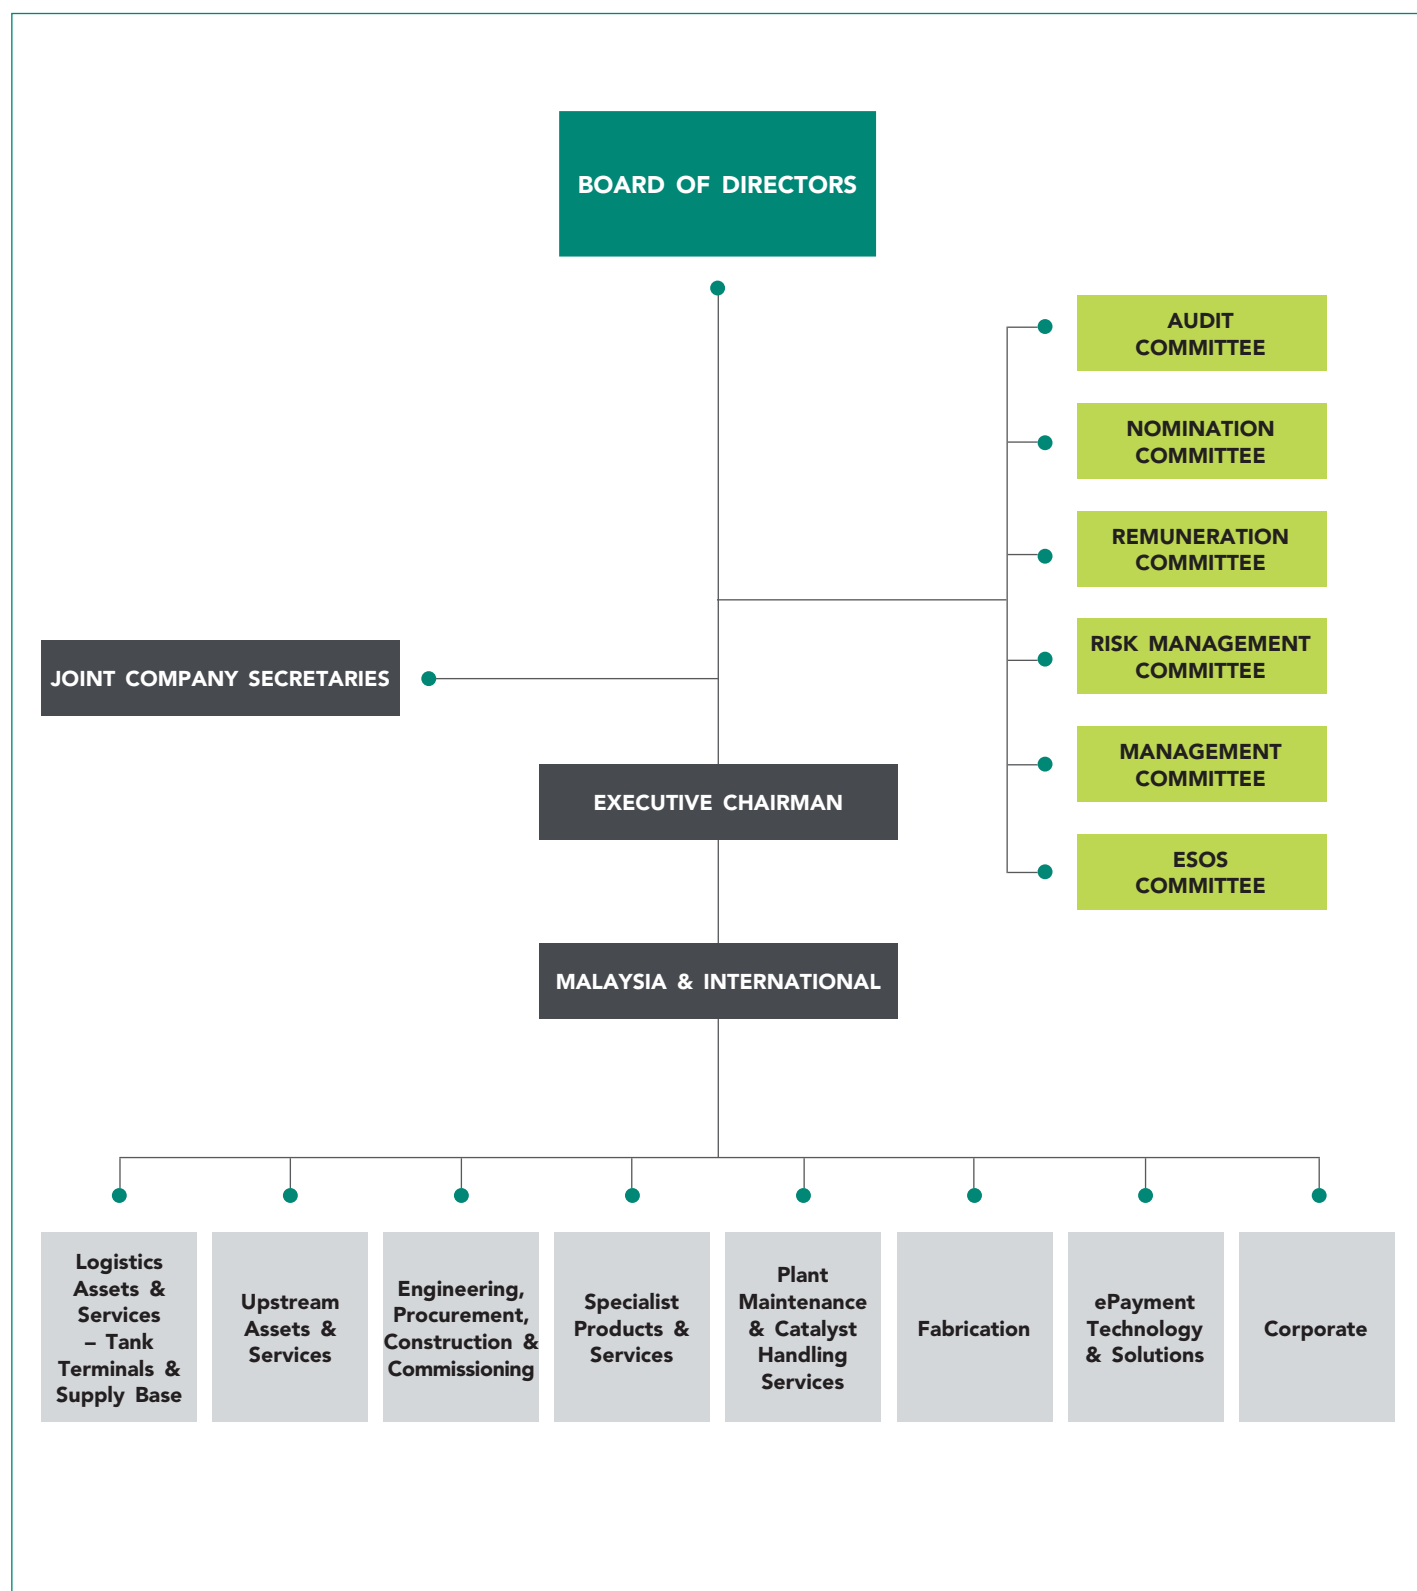 BOARD OF DIRECTORS
AUDIT
COMMITTEE
NOMINATION
COMMITTEE
REMUNERATION
COMMITTEE
RISK MANAGEMENT
COMMITTEE
JOINT COMPANY SECRETARIES
MANAGEMENT
COMMITTEE
EXECUTIVE CHAIRMAN
ESOS
COMMITTEE
MALAYSIA & INTERNATIONAL
Logistics
Assets &
Services
– Tank
Terminals &
Supply Base
Upstream
Assets &
Services
Engineering,
Procurement,
Construction &
Commissioning
Specialist
Products &
Services
Plant
Maintenance
& Catalyst
Handling
Services
Fabrication
ePayment
Technology
& Solutions
Corporate